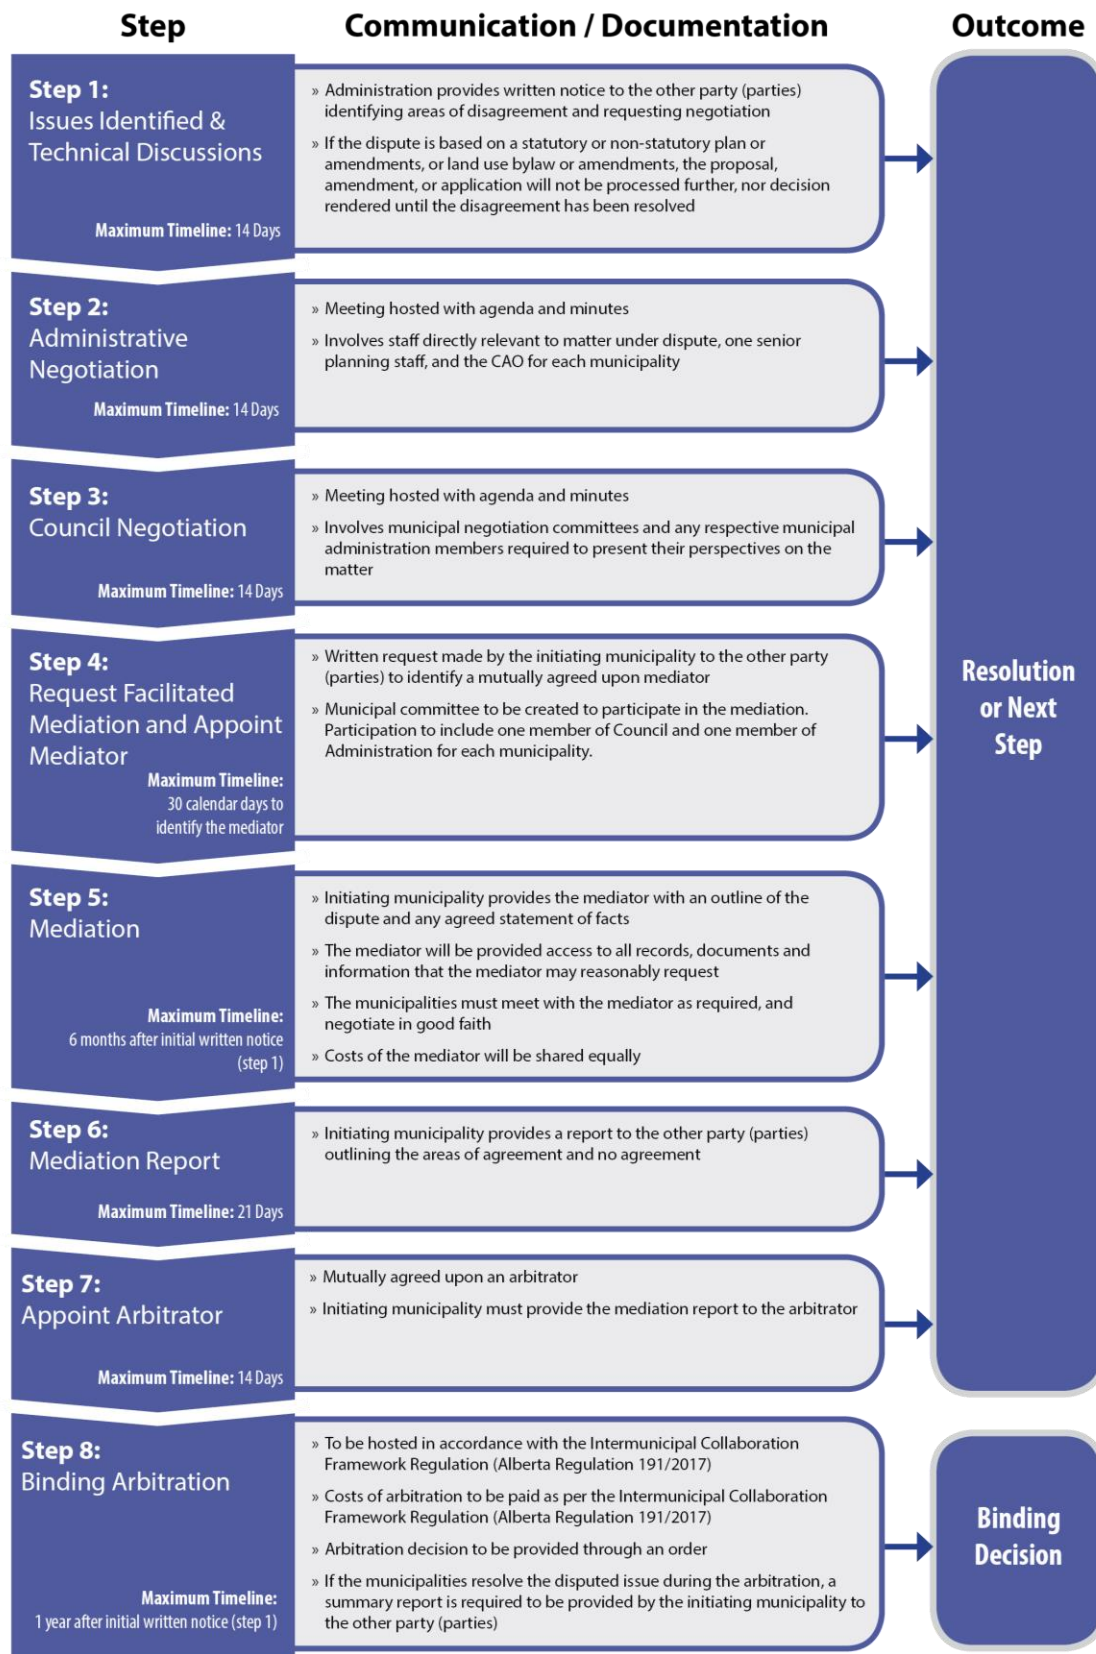 Step
Communication / Documentation
Outcome
Step 1:
Issues Identified &
Technical Discussions
Maximum Timeline: 14 Days
» Administration provides written notice to the other party (parties)
identifying areas of disagreement and requesting negotiation
» If the dispute is based on a statutory or non-statutory plan or
amendments, or land use bylaw or amendments, the proposal,
amendment, or application will not be processed further, nor decision
rendered until the disagreement has been resolved
Step 2:
Administrative
Negotiation
Maximum Timeline: 14 Days
» Meeting hosted with agenda and minutes
» Involves staff directly relevant to matter under dispute, one senior
planning staff, and the CAO for each municipality
Step 3:
Council Negotiation
Maximum Timeline: 14 Days
» Meeting hosted with agenda and minutes
» Involves municipal negotiation committees and any respective municipal
administration members required to present their perspectives on the
matter
Step 4:
Request Facilitated
Mediation and Appoint
Mediator
Maximum Timeline:
30 calendar days to
identify the mediator
» Written request made by the initiating municipality to the other party
(parties) to identify a mutually agreed upon mediator
» Municipal committee to be created to participate in the mediation.
Participation to include one member of Council and one member of
Administration for each municipality.
Step 5:
Mediation
Maximum Timeline:
6 months after initial written notice
(step 1)
» Initiating municipality provides the mediator with an outline of the
dispute and any agreed statement of facts
» The mediator will be provided access to all records, documents and
information that the mediator may reasonably request
» The municipalities must meet with the mediator as required, and
negotiate in good faith
» Costs of the mediator will be shared equally
Step 6:
Mediation Report
Maximum Timeline: 21 Days
» Initiating municipality provides a report to the other party (parties)
outlining the areas of agreement and no agreement
Step 7:
Appoint Arbitrator
Maximum Timeline: 14 Days
» Mutually agreed upon an arbitrator
» Initiating municipality must provide the mediation report to the arbitrator
Resolution
or Next
Step
Step 8:
Binding Arbitration
Maximum Timeline:
1 year after initial written notice (step 1)
» To be hosted in accordance with the Intermunicipal Collaboration
Framework Regulation (Alberta Regulation 191/2017)
» Costs of arbitration to be paid as per the Intermunicipal Collaboration
Framework Regulation (Alberta Regulation 191/2017)
» Arbitration decision to be provided through an order
» If the municipalities resolve the disputed issue during the arbitration, a
summary report is required to be provided by the initiating municipality to
the other party (parties)
Binding
Decision